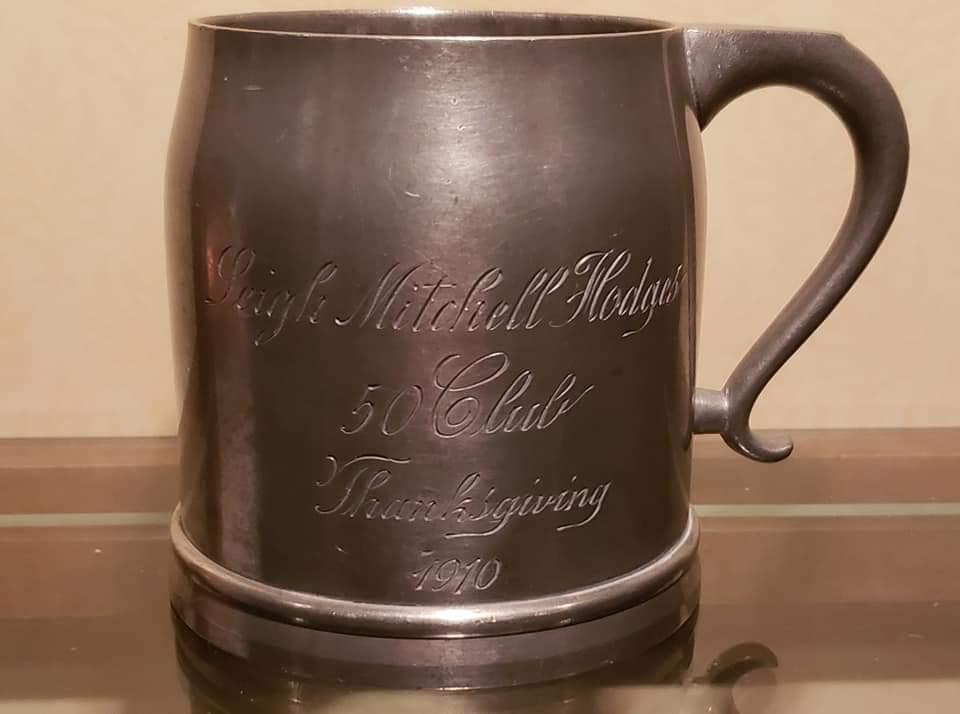 Leigh Mitchell Hodges
50 Club
Thanksgiving
1910